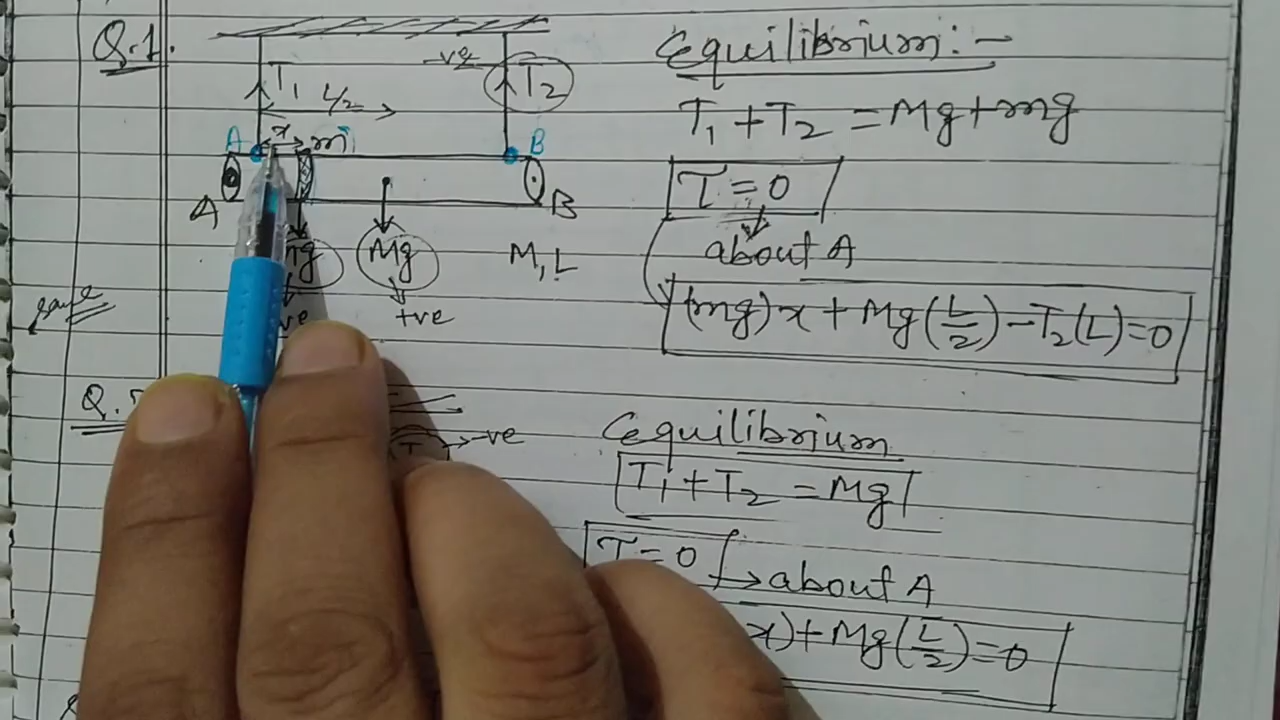 Q.1.
T₁
L/2
-ve
T₂
A
x
m
B
A
B
mg
Mg
M, L
+ve
Equilibrium:-
T₁ + T₂ = Mg + mg
τ = 0
about A
(mg)x + Mg(L/2) - T₂(L) = 0
Q.
-ve
Equilibrium
T₁ + T₂ = Mg
τ = 0 → about A
x) + Mg(L/2) = 0